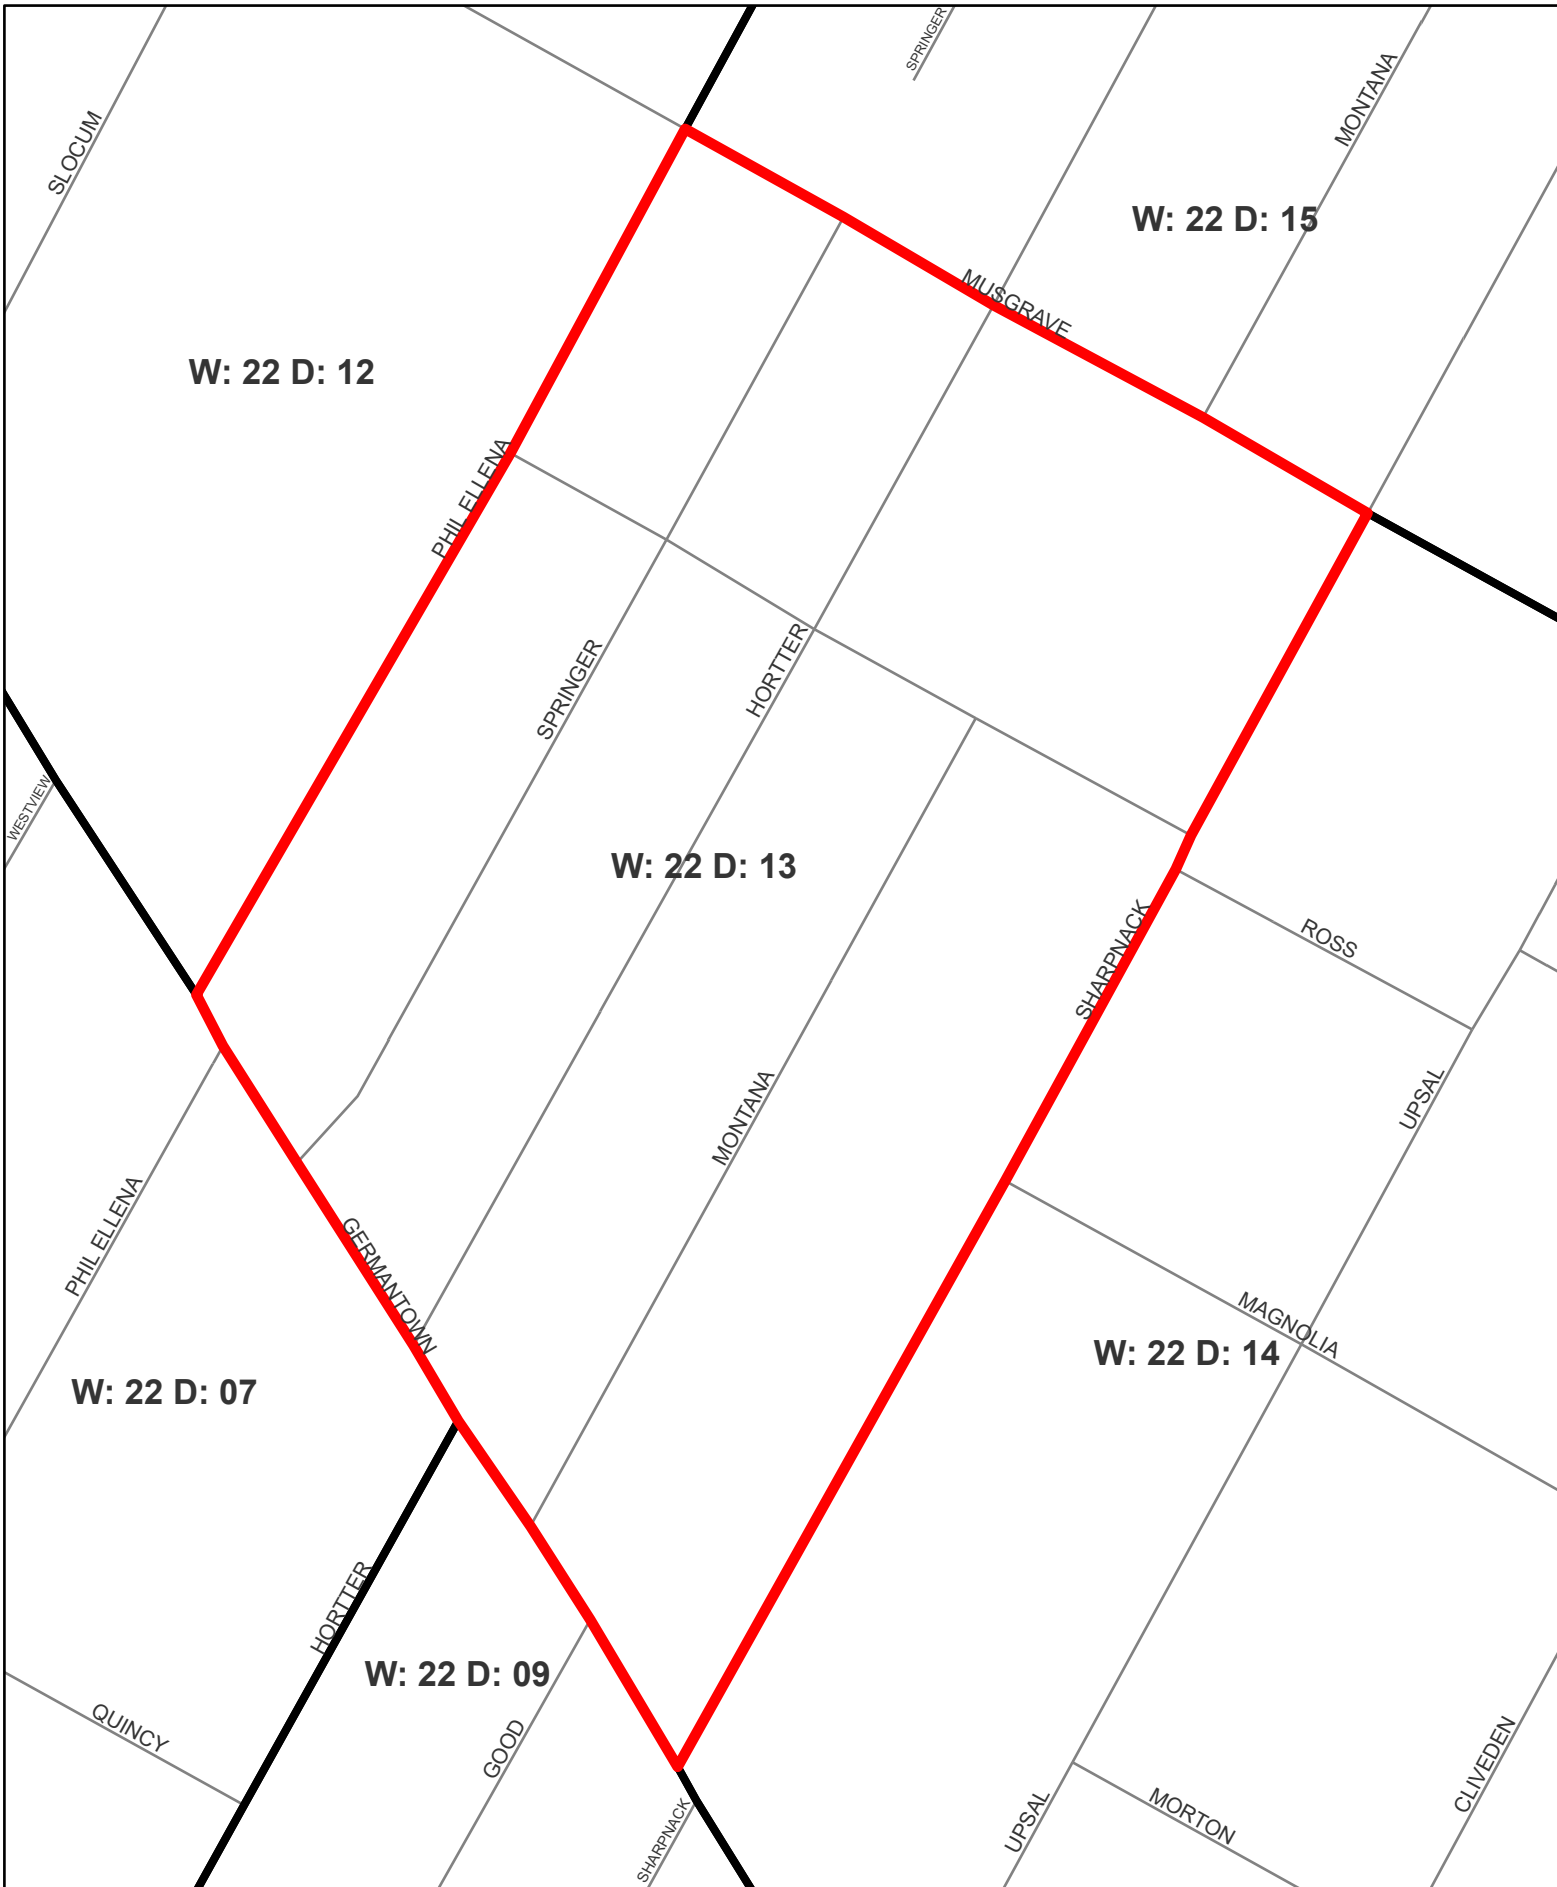 SPRINGER
MONTANA
SLOCUM
W: 22 D: 15
MUSGRAVE
W: 22 D: 12
PHIL ELLENA
SPRINGER
HORTTER
WESTVIEW
W: 22 D: 13
SHARPNACK
ROSS
UPSAL
MONTANA
PHIL ELLENA
GERMANTOWN
MAGNOLIA
W: 22 D: 14
W: 22 D: 07
HORTTER
W: 22 D: 09
QUINCY
GOOD
CLIVEDEN
SHARPNACK
UPSAL
MORTON